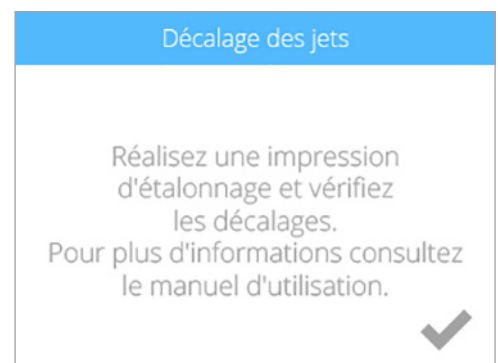 Décalage des jets
Réalisez une impression
d'étalonnage et vérifiez
les décalages.
Pour plus d'informations consultez
le manuel d'utilisation.